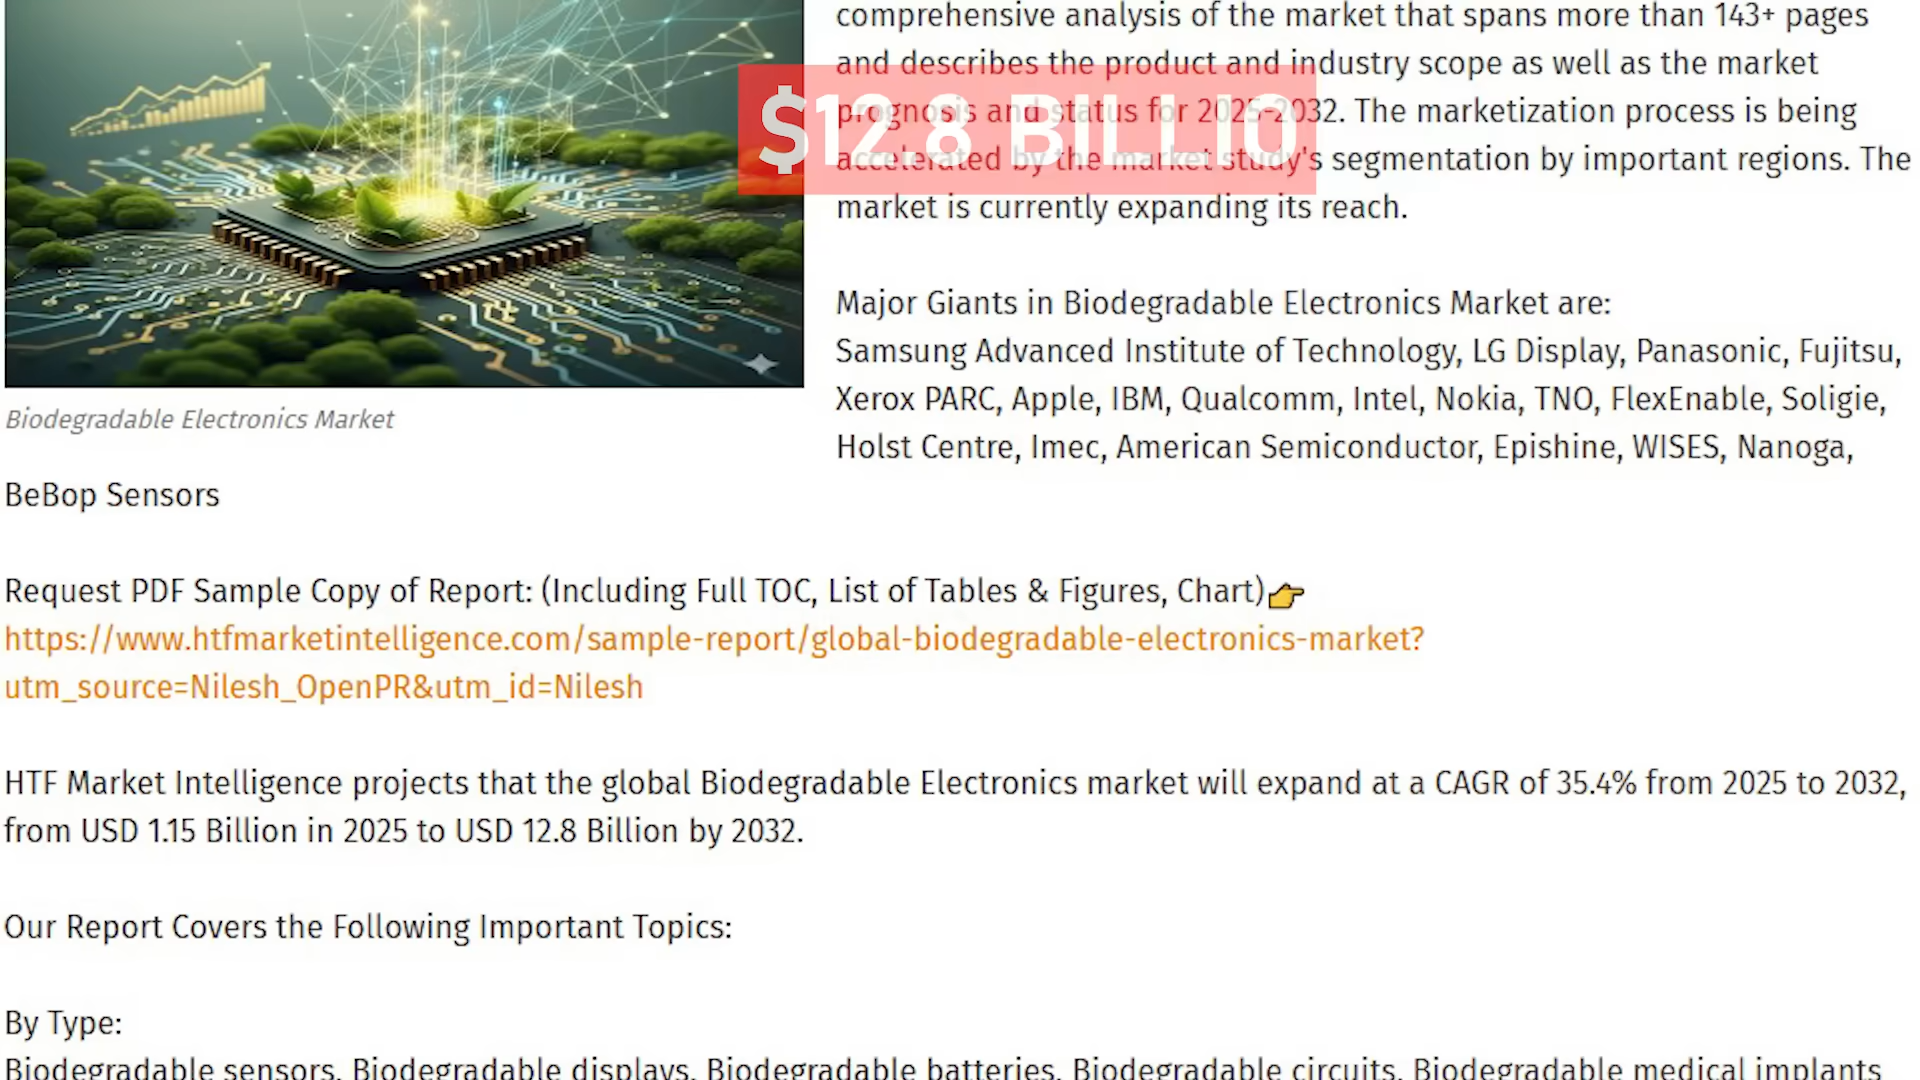 comprehensive analysis of the market that spans more than 143+ pages
and describes the product and industry scope as well as the market
prognosis and status for 2025-2032. The marketization process is being
accelerated by the market study's segmentation by important regions. The
market is currently expanding its reach.
$12.8 BILLIO
Major Giants in Biodegradable Electronics Market are:
Samsung Advanced Institute of Technology, LG Display, Panasonic, Fujitsu,
Xerox PARC, Apple, IBM, Qualcomm, Intel, Nokia, TNO, FlexEnable, Soligie,
Holst Centre, Imec, American Semiconductor, Epishine, WISES, Nanoga,
BeBop Sensors
Biodegradable Electronics Market
Request PDF Sample Copy of Report: (Including Full TOC, List of Tables & Figures, Chart)👉
https://www.htfmarketintelligence.com/sample-report/global-biodegradable-electronics-market?
utm_source=Nilesh_OpenPR&utm_id=Nilesh
HTF Market Intelligence projects that the global Biodegradable Electronics market will expand at a CAGR of 35.4% from 2025 to 2032,
from USD 1.15 Billion in 2025 to USD 12.8 Billion by 2032.
Our Report Covers the Following Important Topics:
By Type:
Biodegradable sensors, Biodegradable displays, Biodegradable batteries, Biodegradable circuits, Biodegradable medical implants